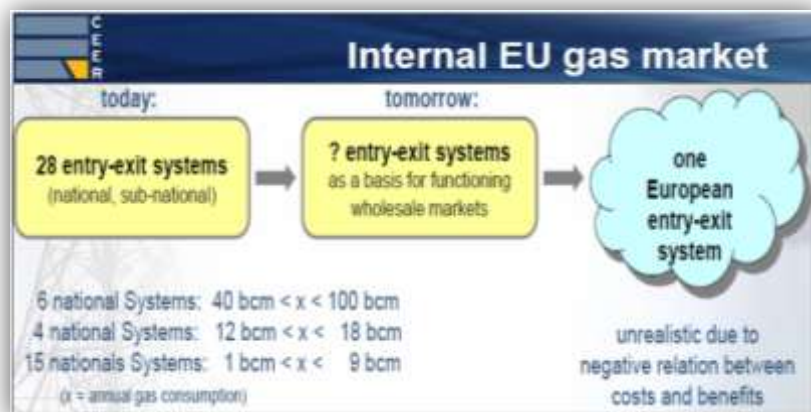 C
E
E
R
Internal EU gas market
today:
28 entry-exit systems
(national, sub-national)
tomorrow:
? entry-exit systems
as a basis for functioning
wholesale markets
one
European
entry-exit
system
6 national Systems: 40 bcm < x < 100 bcm
4 national Systems: 12 bcm < x < 18 bcm
15 nationals Systems: 1 bcm < x < 9 bcm
(x = annual gas consumption)
unrealistic due to
negative relation between
costs and benefits